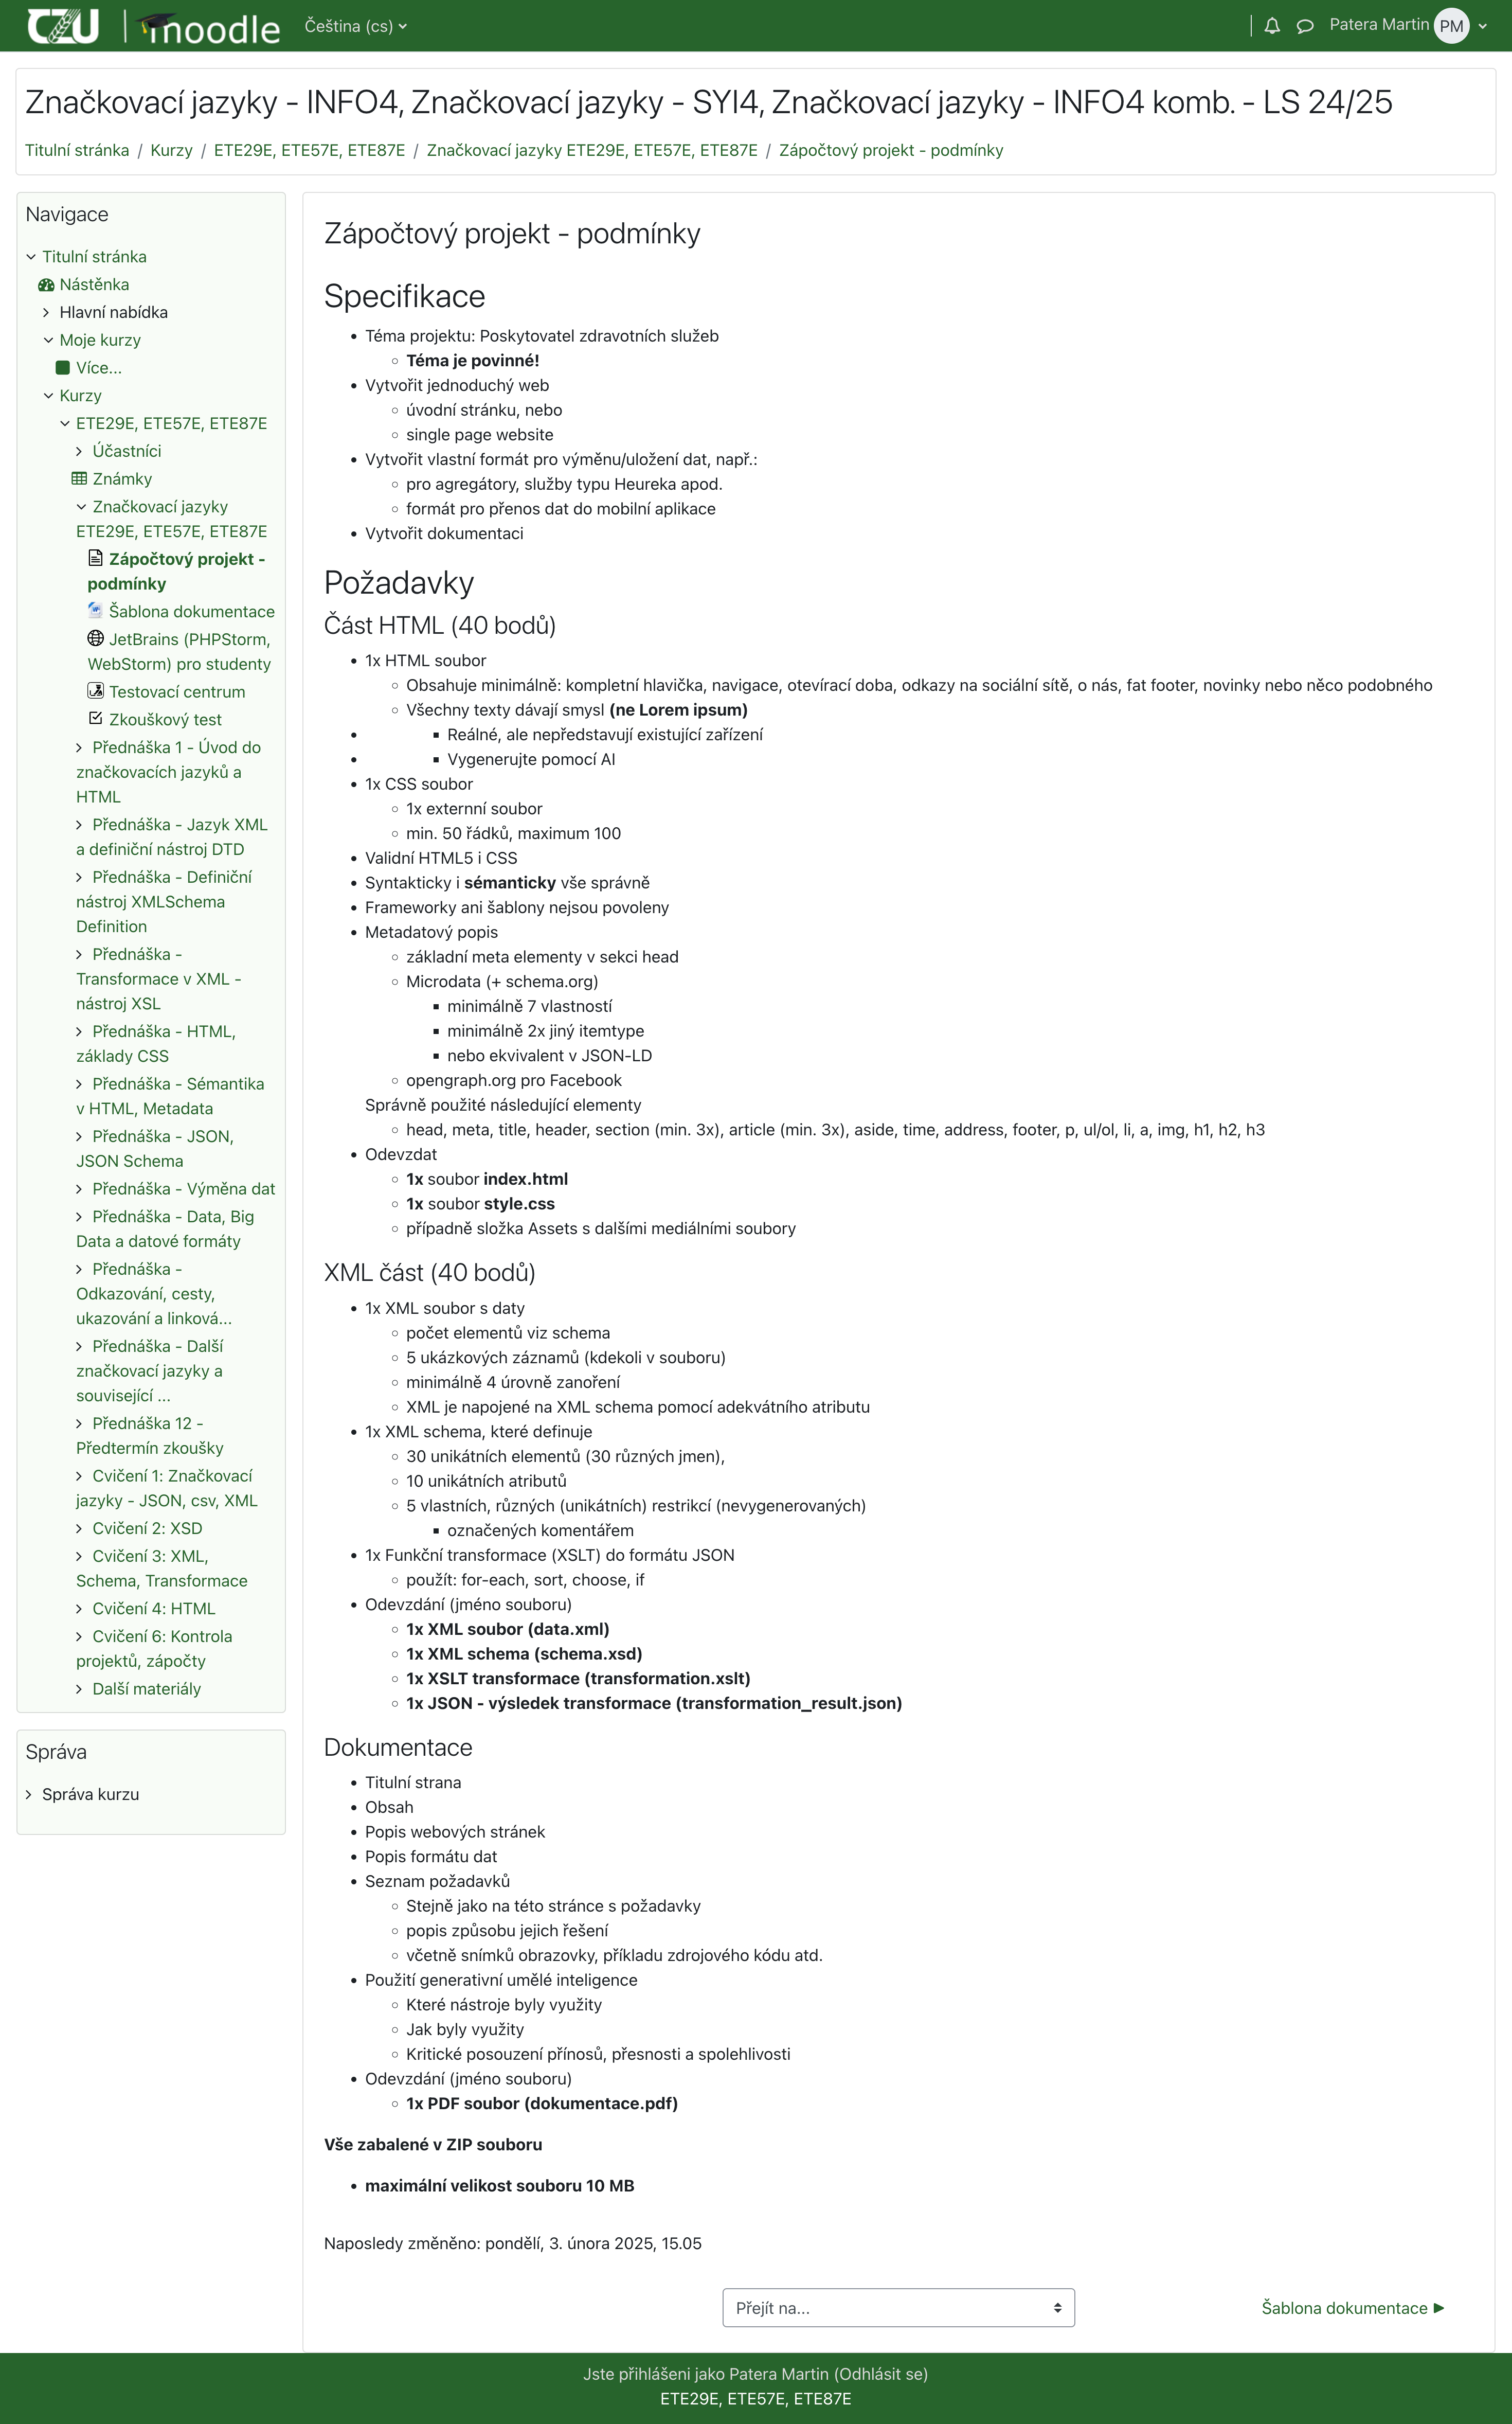 CZU | moodle Čeština (cs) Patera Martin PM
Značkovací jazyky - INFO4, Značkovací jazyky - SYI4, Značkovací jazyky - INFO4 komb. - LS 24/25
Titulní stránka / Kurzy / ETE29E, ETE57E, ETE87E / Značkovací jazyky ETE29E, ETE57E, ETE87E / Zápočtový projekt - podmínky
Navigace
Titulní stránka
Nástěnka
Hlavní nabídka
Moje kurzy
Více...
Kurzy
ETE29E, ETE57E, ETE87E
Účastníci
Známky
Značkovací jazyky
ETE29E, ETE57E, ETE87E
Zápočtový projekt -
podmínky
Šablona dokumentace
JetBrains (PHPStorm,
WebStorm) pro studenty
Testovací centrum
Zkouškový test
Přednáška 1 - Úvod do
značkovacích jazyků a
HTML
Přednáška - Jazyk XML
a definiční nástroj DTD
Přednáška - Definiční
nástroj XMLSchema
Definition
Přednáška -
Transformace v XML -
nástroj XSL
Přednáška - HTML,
základy CSS
Přednáška - Sémantika
v HTML, Metadata
Přednáška - JSON,
JSON Schema
Přednáška - Výměna dat
Přednáška - Data, Big
Data a datové formáty
Přednáška -
Odkazování, cesty,
ukazování a linková...
Přednáška - Další
značkovací jazyky a
související ...
Přednáška 12 -
Předtermín zkoušky
Cvičení 1: Značkovací
jazyky - JSON, csv, XML
Cvičení 2: XSD
Cvičení 3: XML,
Schema, Transformace
Cvičení 4: HTML
Cvičení 6: Kontrola
projektů, zápočty
Další materiály
Správa
Správa kurzu
Zápočtový projekt - podmínky
Specifikace
• Téma projektu: Poskytovatel zdravotních služeb
◦ Téma je povinné!
• Vytvořit jednoduchý web
◦ úvodní stránku, nebo
◦ single page website
• Vytvořit vlastní formát pro výměnu/uložení dat, např.:
◦ pro agregátory, služby typu Heureka apod.
◦ formát pro přenos dat do mobilní aplikace
• Vytvořit dokumentaci
Požadavky
Část HTML (40 bodů)
• 1x HTML soubor
◦ Obsahuje minimálně: kompletní hlavička, navigace, otevírací doba, odkazy na sociální sítě, o nás, fat footer, novinky nebo něco podobného
◦ Všechny texty dávají smysl (ne Lorem ipsum)
• ▪ Reálné, ale nepředstavují existující zařízení
• ▪ Vygenerujte pomocí AI
• 1x CSS soubor
◦ 1x externní soubor
◦ min. 50 řádků, maximum 100
• Validní HTML5 i CSS
• Syntakticky i sémanticky vše správně
• Frameworky ani šablony nejsou povoleny
• Metadatový popis
◦ základní meta elementy v sekci head
◦ Microdata (+ schema.org)
▪ minimálně 7 vlastností
▪ minimálně 2x jiný itemtype
▪ nebo ekvivalent v JSON-LD
◦ opengraph.org pro Facebook
Správně použité následující elementy
◦ head, meta, title, header, section (min. 3x), article (min. 3x), aside, time, address, footer, p, ul/ol, li, a, img, h1, h2, h3
• Odevzdat
◦ 1x soubor index.html
◦ 1x soubor style.css
◦ případně složka Assets s dalšími mediálními soubory
XML část (40 bodů)
• 1x XML soubor s daty
◦ počet elementů viz schema
◦ 5 ukázkových záznamů (kdekoli v souboru)
◦ minimálně 4 úrovně zanoření
◦ XML je napojené na XML schema pomocí adekvátního atributu
• 1x XML schema, které definuje
◦ 30 unikátních elementů (30 různých jmen),
◦ 10 unikátních atributů
◦ 5 vlastních, různých (unikátních) restrikcí (nevygenerovaných)
▪ označených komentářem
• 1x Funkční transformace (XSLT) do formátu JSON
◦ použít: for-each, sort, choose, if
• Odevzdání (jméno souboru)
◦ 1x XML soubor (data.xml)
◦ 1x XML schema (schema.xsd)
◦ 1x XSLT transformace (transformation.xslt)
◦ 1x JSON - výsledek transformace (transformation_result.json)
Dokumentace
• Titulní strana
• Obsah
• Popis webových stránek
• Popis formátu dat
• Seznam požadavků
◦ Stejně jako na této stránce s požadavky
◦ popis způsobu jejich řešení
◦ včetně snímků obrazovky, příkladu zdrojového kódu atd.
• Použití generativní umělé inteligence
◦ Které nástroje byly využity
◦ Jak byly využity
◦ Kritické posouzení přínosů, přesnosti a spolehlivosti
• Odevzdání (jméno souboru)
◦ 1x PDF soubor (dokumentace.pdf)
Vše zabalené v ZIP souboru
• maximální velikost souboru 10 MB
Naposledy změněno: pondělí, 3. února 2025, 15.05
Přejít na...
Šablona dokumentace ►
Jste přihlášeni jako Patera Martin (Odhlásit se)
ETE29E, ETE57E, ETE87E